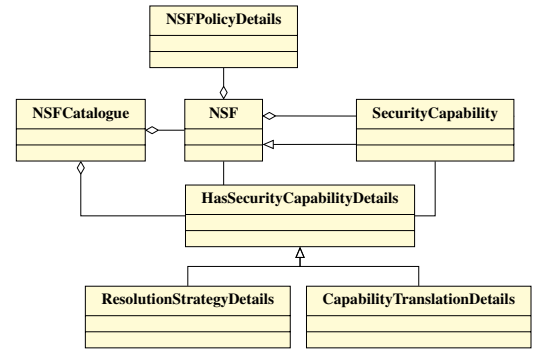 NSFPolicyDetails
NSFCatalogue
NSF
SecurityCapability
HasSecurityCapabilityDetails
ResolutionStrategyDetails
CapabilityTranslationDetails